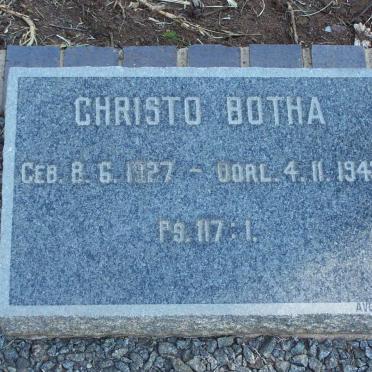 CHRISTO BOTHA
GEB. 8. 6. 1927 - OORL. 4. 11. 194
PS. 117 : 1.